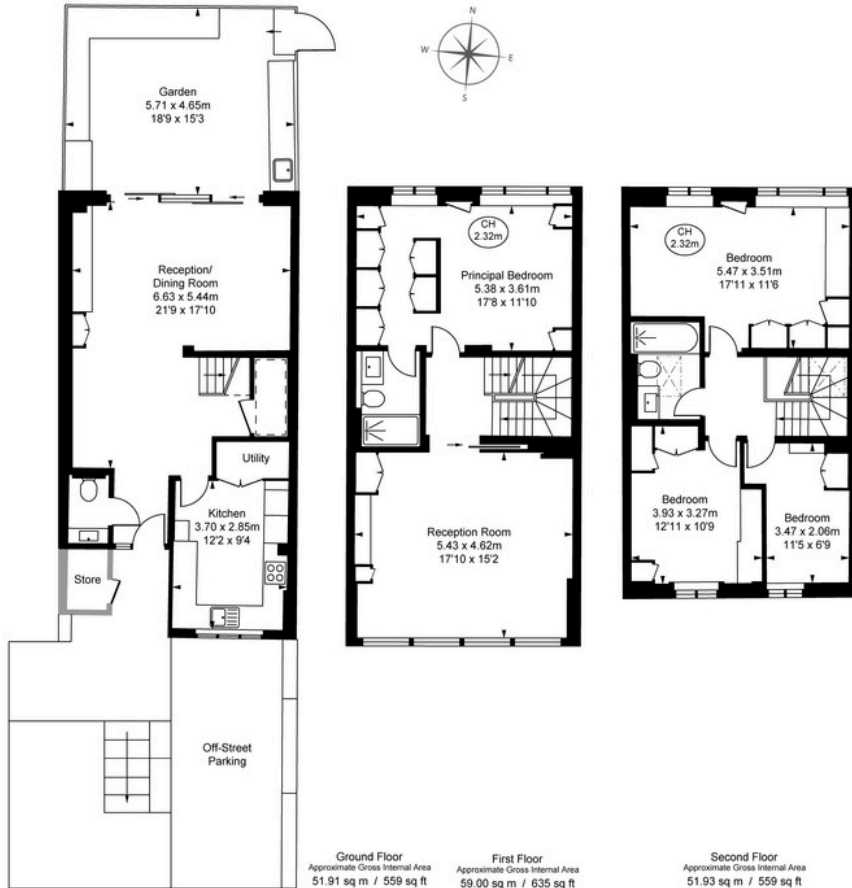 N
W
E
S
Garden
5.71 x 4.65m
18'9 x 15'3
Reception/
Dining Room
6.63 x 5.44m
21'9 x 17'10
Utility
Kitchen
3.70 x 2.85m
12'2 x 9'4
Store
Off-Street
Parking
Ground Floor
Approximate Gross Internal Area
51.91 sq m / 559 sq ft
CH
2.32m
Principal Bedroom
5.38 x 3.61m
17'8 x 11'10
Reception Room
5.43 x 4.62m
17'10 x 15'2
First Floor
Approximate Gross Internal Area
59.00 sq m / 635 sq ft
CH
2.32m
Bedroom
5.47 x 3.51m
17'11 x 11'6
Bedroom
3.93 x 3.27m
12'11 x 10'9
Bedroom
3.47 x 2.06m
11'5 x 6'9
Second Floor
Approximate Gross Internal Area
51.93 sq m / 559 sq ft